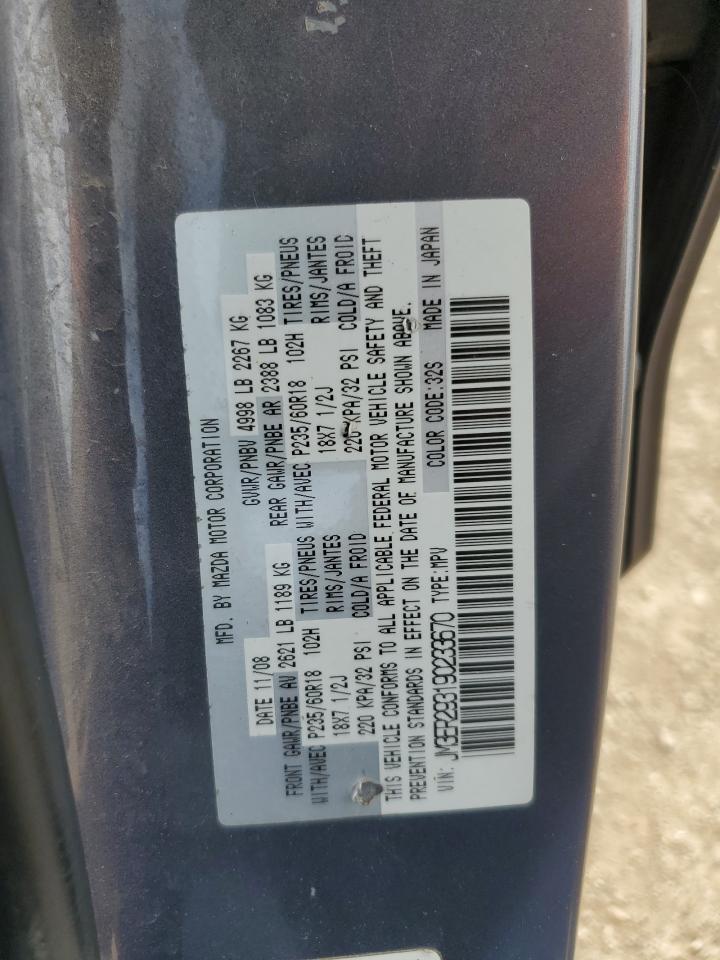 MFD. BY MAZDA MOTOR CORPORATION
DATE 11/08 GVWR/PNBV 4998 LB 2267 KG
FRONT GAWR/PNBE AV 2621 LB 1189 KG REAR GAWR/PNBE AR 2388 LB 1083 KG
WITH/AVEC P235/60R18 102H TIRES/PNEUS WITH/AVEC P235/60R18 102H TIRES/PNEUS
18X7 1/2J RIMS/JANTES 18X7 1/2J RIMS/JANTES
220 KPA/32 PSI COLD/A FROID 220 KPA/32 PSI COLD/A FROID
THIS VEHICLE CONFORMS TO ALL APPLICABLE FEDERAL MOTOR VEHICLE SAFETY AND THEFT
PREVENTION STANDARDS IN EFFECT ON THE DATE OF MANUFACTURE SHOWN ABOVE.
VIN: JM3ER293190233670 TYPE:MPV COLOR CODE:32S MADE IN JAPAN